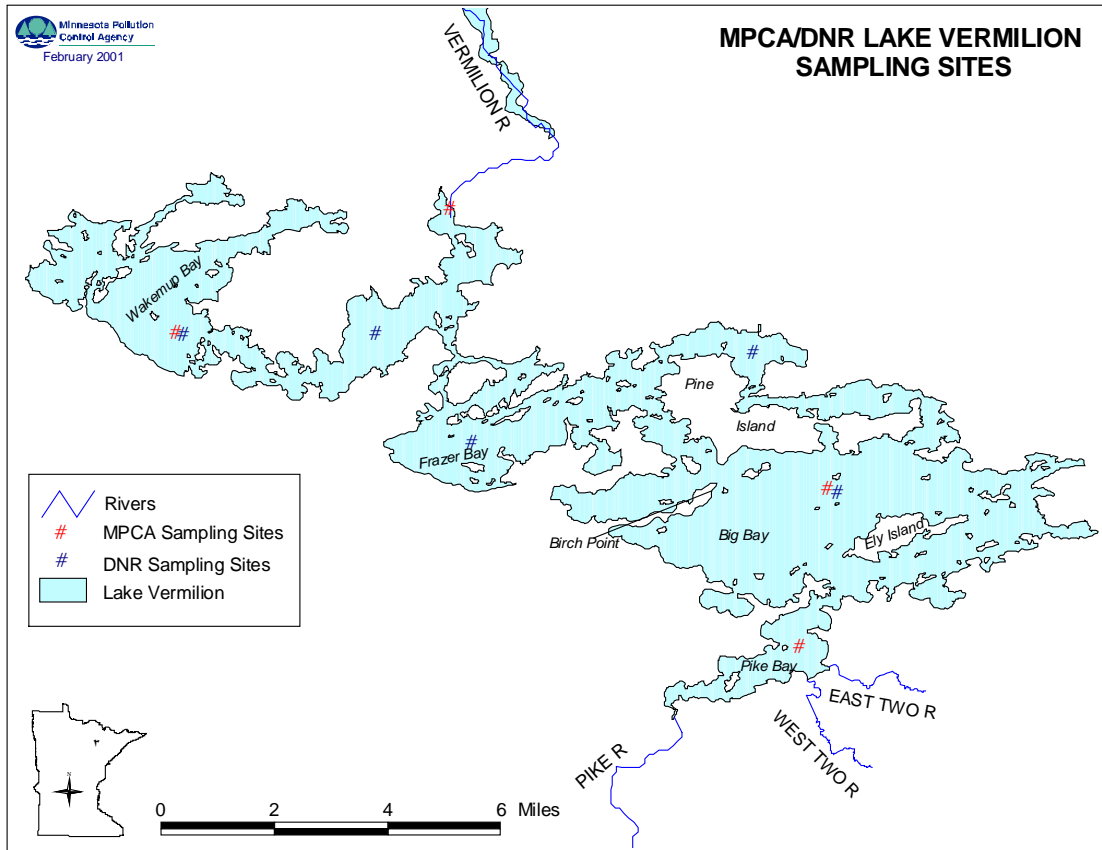 Minnesota Pollution
Control Agency
February 2001
MPCA/DNR LAKE VERMILION
SAMPLING SITES
VERMILION R
#
Wakemup Bay
# #
#
#
Pine
Island
#
Frazer Bay
# #
Birch Point
Big Bay
Ely Island
#
Pike Bay
EAST TWO R
WEST TWO R
PIKE R
Rivers
# MPCA Sampling Sites
# DNR Sampling Sites
Lake Vermilion
N
0 2 4 6 Miles